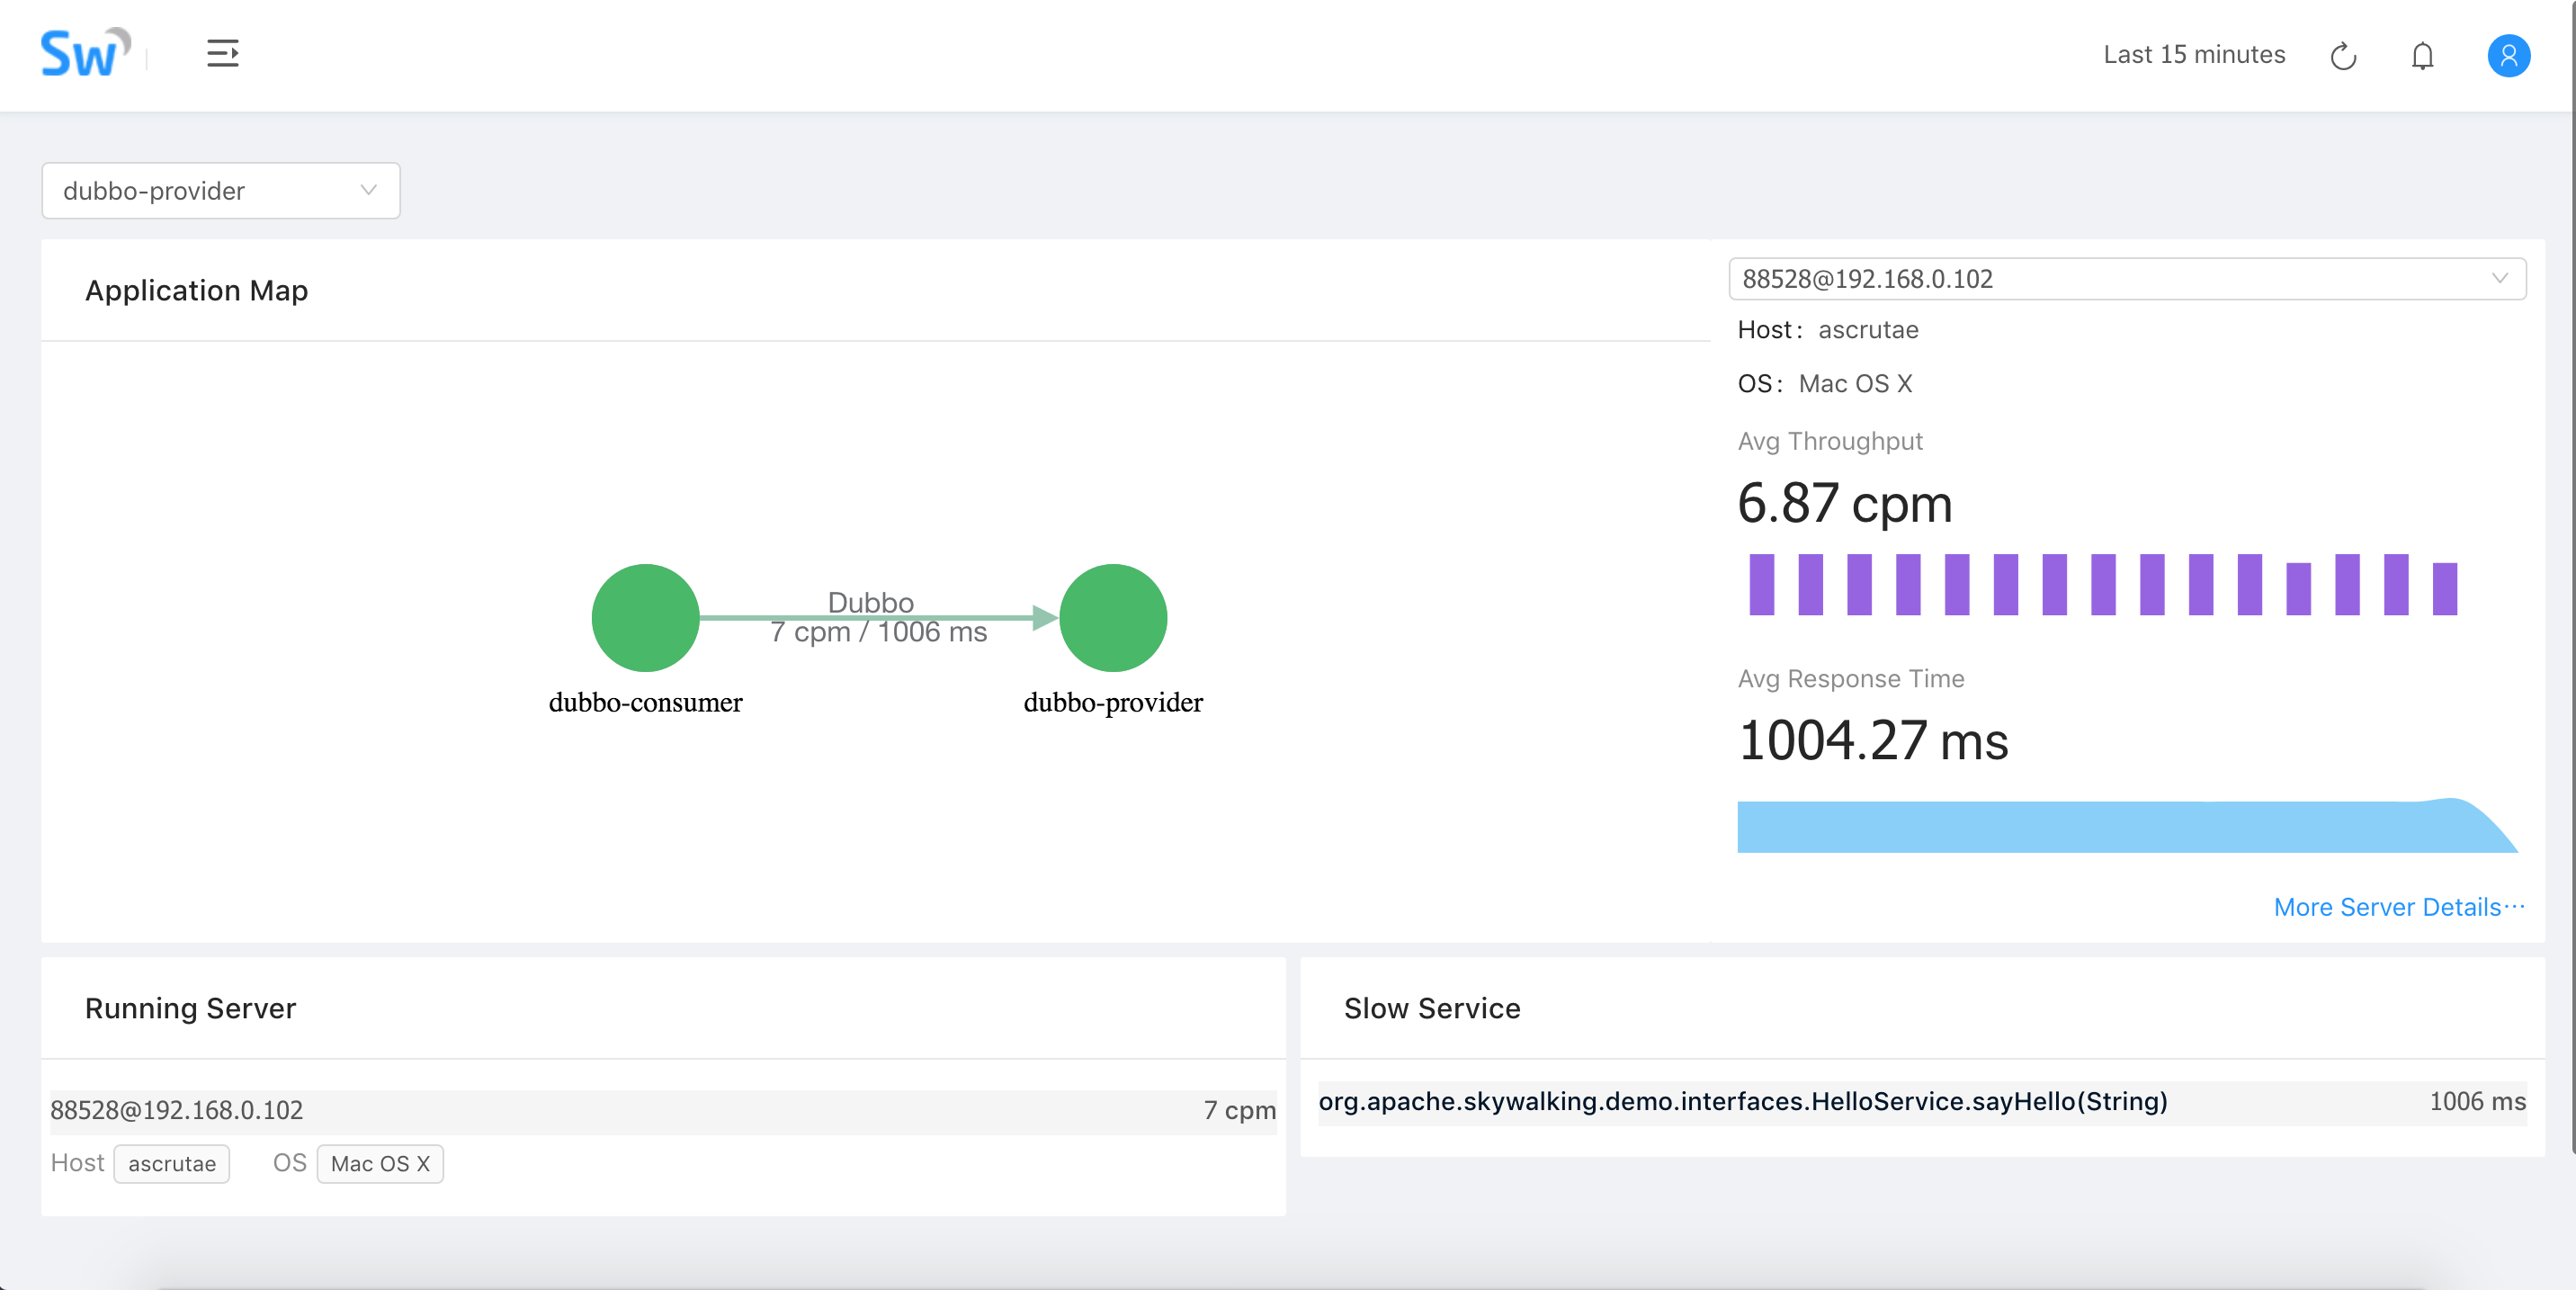 Sw
Last 15 minutes
dubbo-provider
Application Map
Dubbo
7 cpm / 1006 ms
dubbo-consumer
dubbo-provider
88528@192.168.0.102
Host: ascrutae
OS: Mac OS X
Avg Throughput
6.87 cpm
Avg Response Time
1004.27 ms
More Server Details···
Running Server
88528@192.168.0.102 7 cpm
Host ascrutae OS Mac OS X
Slow Service
org.apache.skywalking.demo.interfaces.HelloService.sayHello(String) 1006 ms